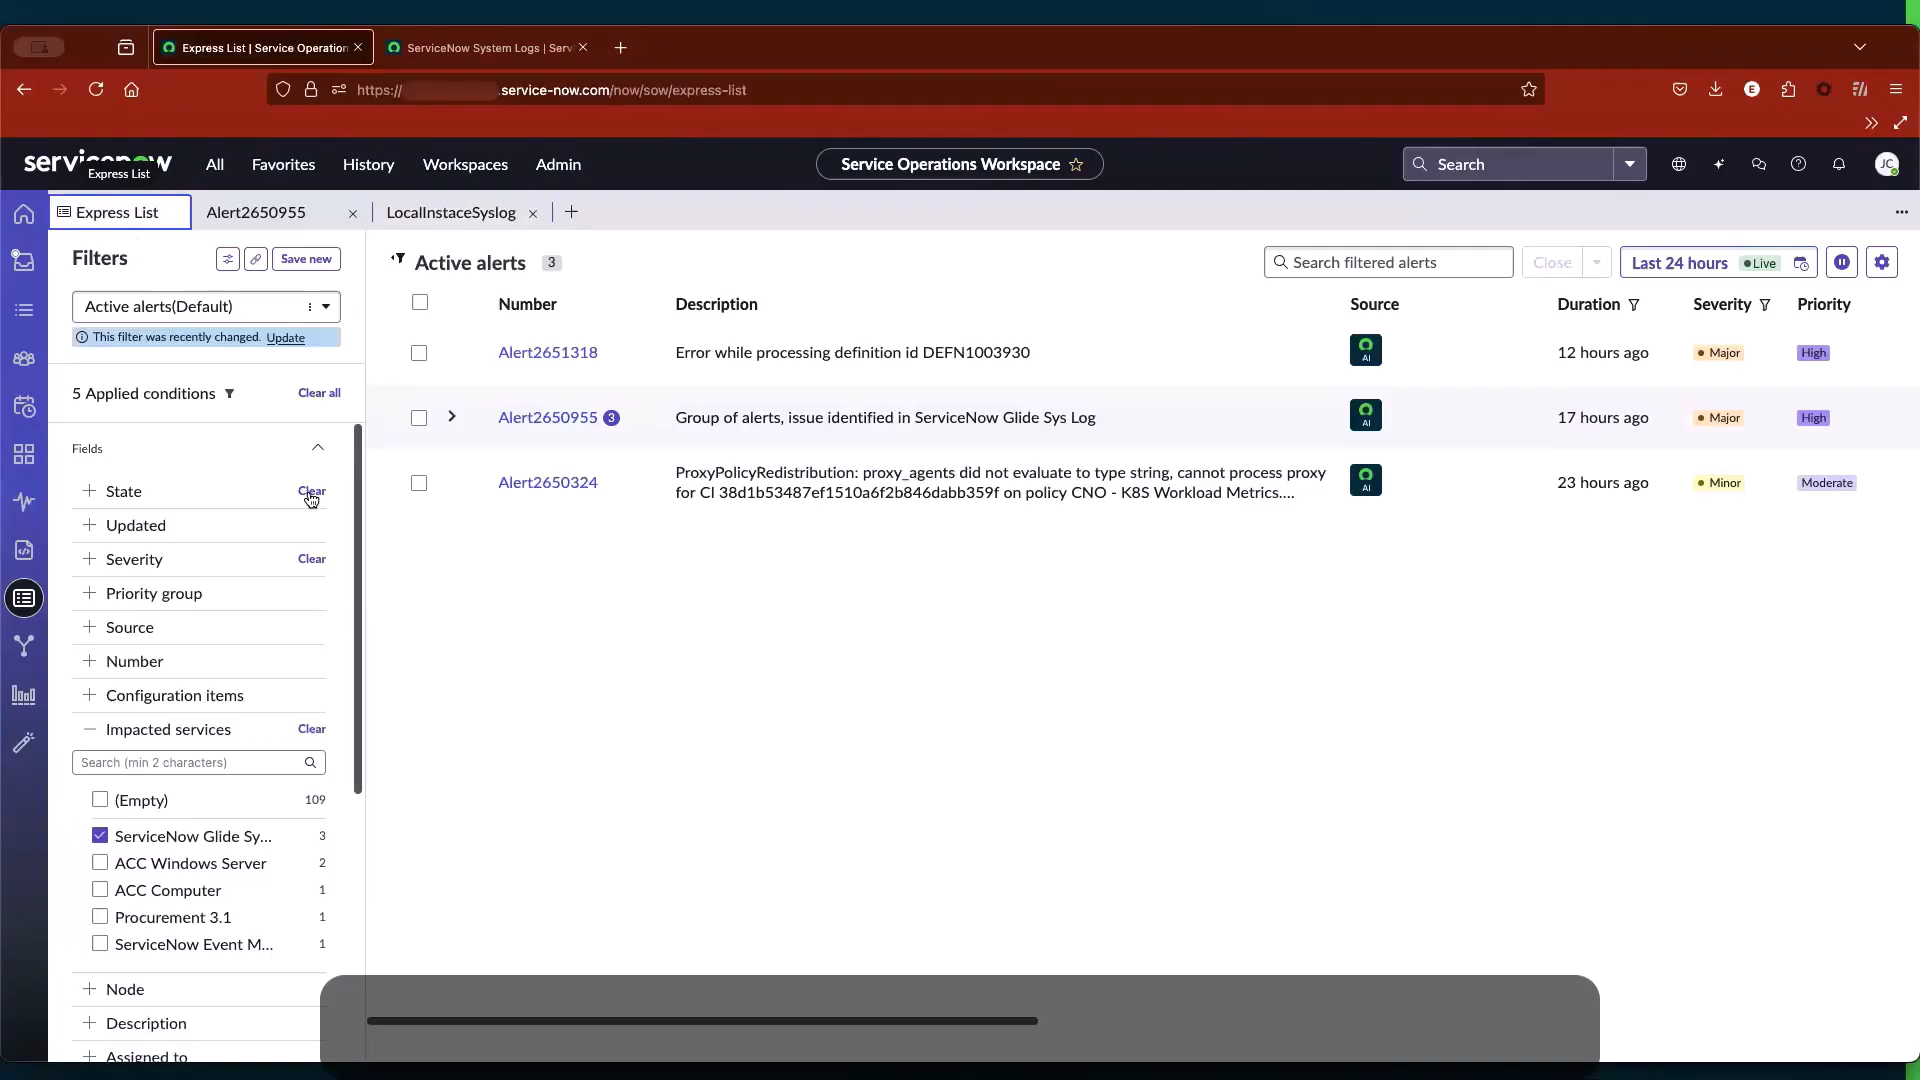 Express List | Service Operation
ServiceNow System Logs | Serv
https://
.service-now.com/now/sow/express-list
servicenow
Express List
All
Favorites
History
Workspaces
Admin
Service Operations Workspace
Search
JC
Express List
Alert2650955
LocalInstaceSyslog
Filters
Save new
Active alerts(Default)
This filter was recently changed. Update
5 Applied conditions
Clear all
Fields
State
Clear
Updated
Severity
Clear
Priority group
Source
Number
Configuration items
Impacted services
Clear
Search (min 2 characters)
(Empty) 109
ServiceNow Glide Sy... 3
ACC Windows Server 2
ACC Computer 1
Procurement 3.1 1
ServiceNow Event M... 1
Node
Description
Assigned to
Active alerts 3
Search filtered alerts
Close
Last 24 hours
Live
Number Description Source Duration Severity Priority
Alert2651318 Error while processing definition id DEFN1003930 AI 12 hours ago Major High
Alert2650955 3 Group of alerts, issue identified in ServiceNow Glide Sys Log AI 17 hours ago Major High
Alert2650324 ProxyPolicyRedistribution: proxy_agents did not evaluate to type string, cannot process proxy
for CI 38d1b53487ef1510a6f2b846dabb359f on policy CNO - K8S Workload Metrics.... AI 23 hours ago Minor Moderate